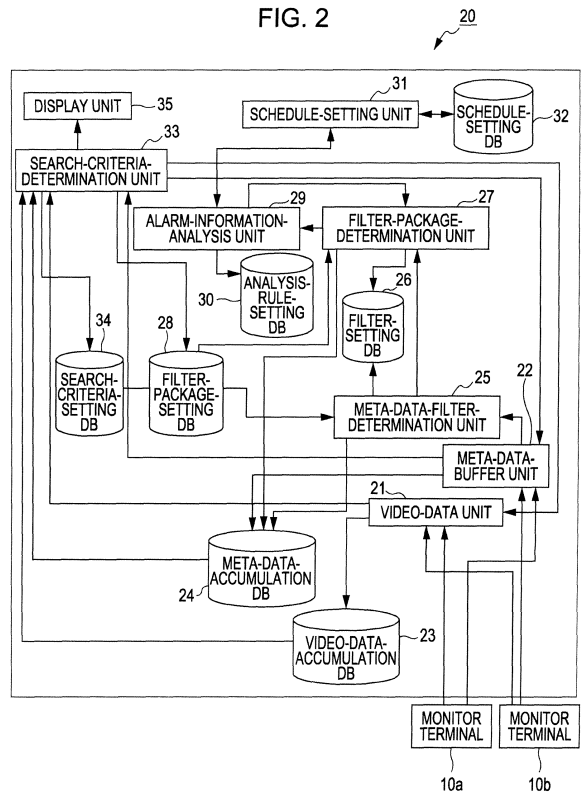 FIG. 2
20
DISPLAY UNIT
35
31
SCHEDULE-SETTING UNIT
SCHEDULE-
SETTING
DB
32
33
SEARCH-CRITERIA-
DETERMINATION UNIT
29
ALARM-INFORMATION-
ANALYSIS UNIT
27
FILTER-PACKAGE-
DETERMINATION UNIT
30
ANALYSIS-
RULE-
SETTING
DB
26
FILTER-
SETTING
DB
34
SEARCH-
CRITERIA-
SETTING
DB
28
FILTER-
PACKAGE-
SETTING
DB
25
META-DATA-FILTER-
DETERMINATION UNIT
22
META-DATA-
BUFFER UNIT
21
VIDEO-DATA UNIT
24
META-DATA-
ACCUMULATION
DB
23
VIDEO-DATA-
ACCUMULATION
DB
MONITOR
TERMINAL
10a
MONITOR
TERMINAL
10b